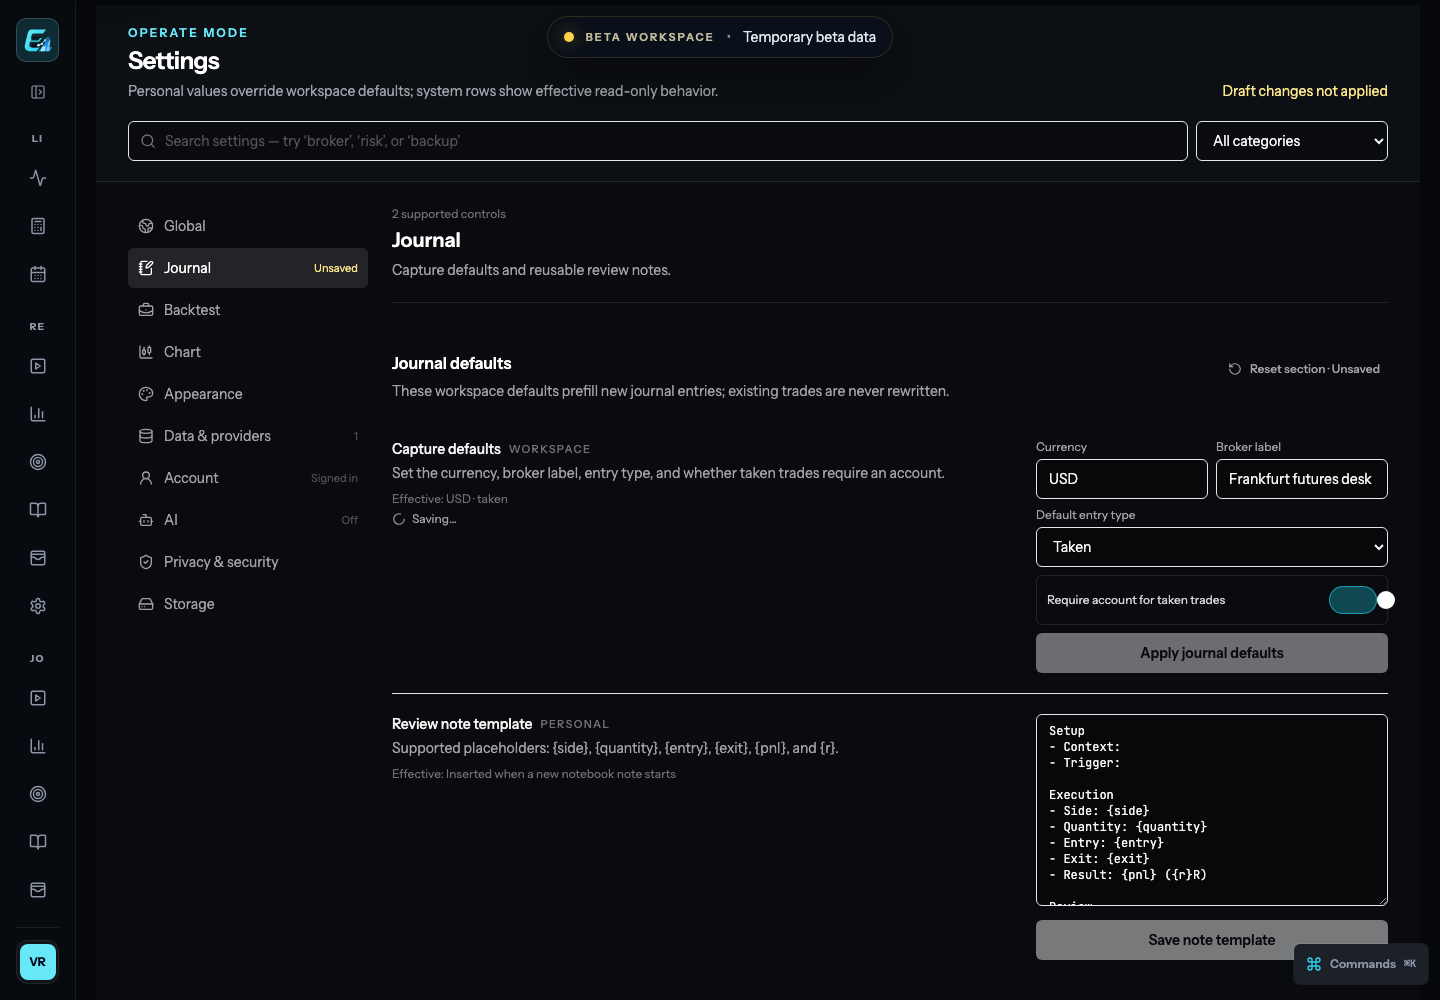 LI
RE
JO
VR
OPERATE MODE
Settings
Personal values override workspace defaults; system rows show effective read-only behavior.
BETA WORKSPACE · Temporary beta data
Draft changes not applied
Search settings — try ‘broker’, ‘risk’, or ‘backup’
All categories
Global
Journal Unsaved
Backtest
Chart
Appearance
Data & providers 1
Account Signed in
AI Off
Privacy & security
Storage
2 supported controls
Journal
Capture defaults and reusable review notes.
Journal defaults
These workspace defaults prefill new journal entries; existing trades are never rewritten.
Reset section · Unsaved
Capture defaults WORKSPACE
Set the currency, broker label, entry type, and whether taken trades require an account.
Effective: USD · taken
Saving…
Currency
USD
Broker label
Frankfurt futures desk
Default entry type
Taken
Require account for taken trades
Apply journal defaults
Review note template PERSONAL
Supported placeholders: {side}, {quantity}, {entry}, {exit}, {pnl}, and {r}.
Effective: Inserted when a new notebook note starts
Setup
- Context:
- Trigger:
Execution
- Side: {side}
- Quantity: {quantity}
- Entry: {entry}
- Exit: {exit}
- Result: {pnl} ({r}R)
Save note template
Commands ⌘K